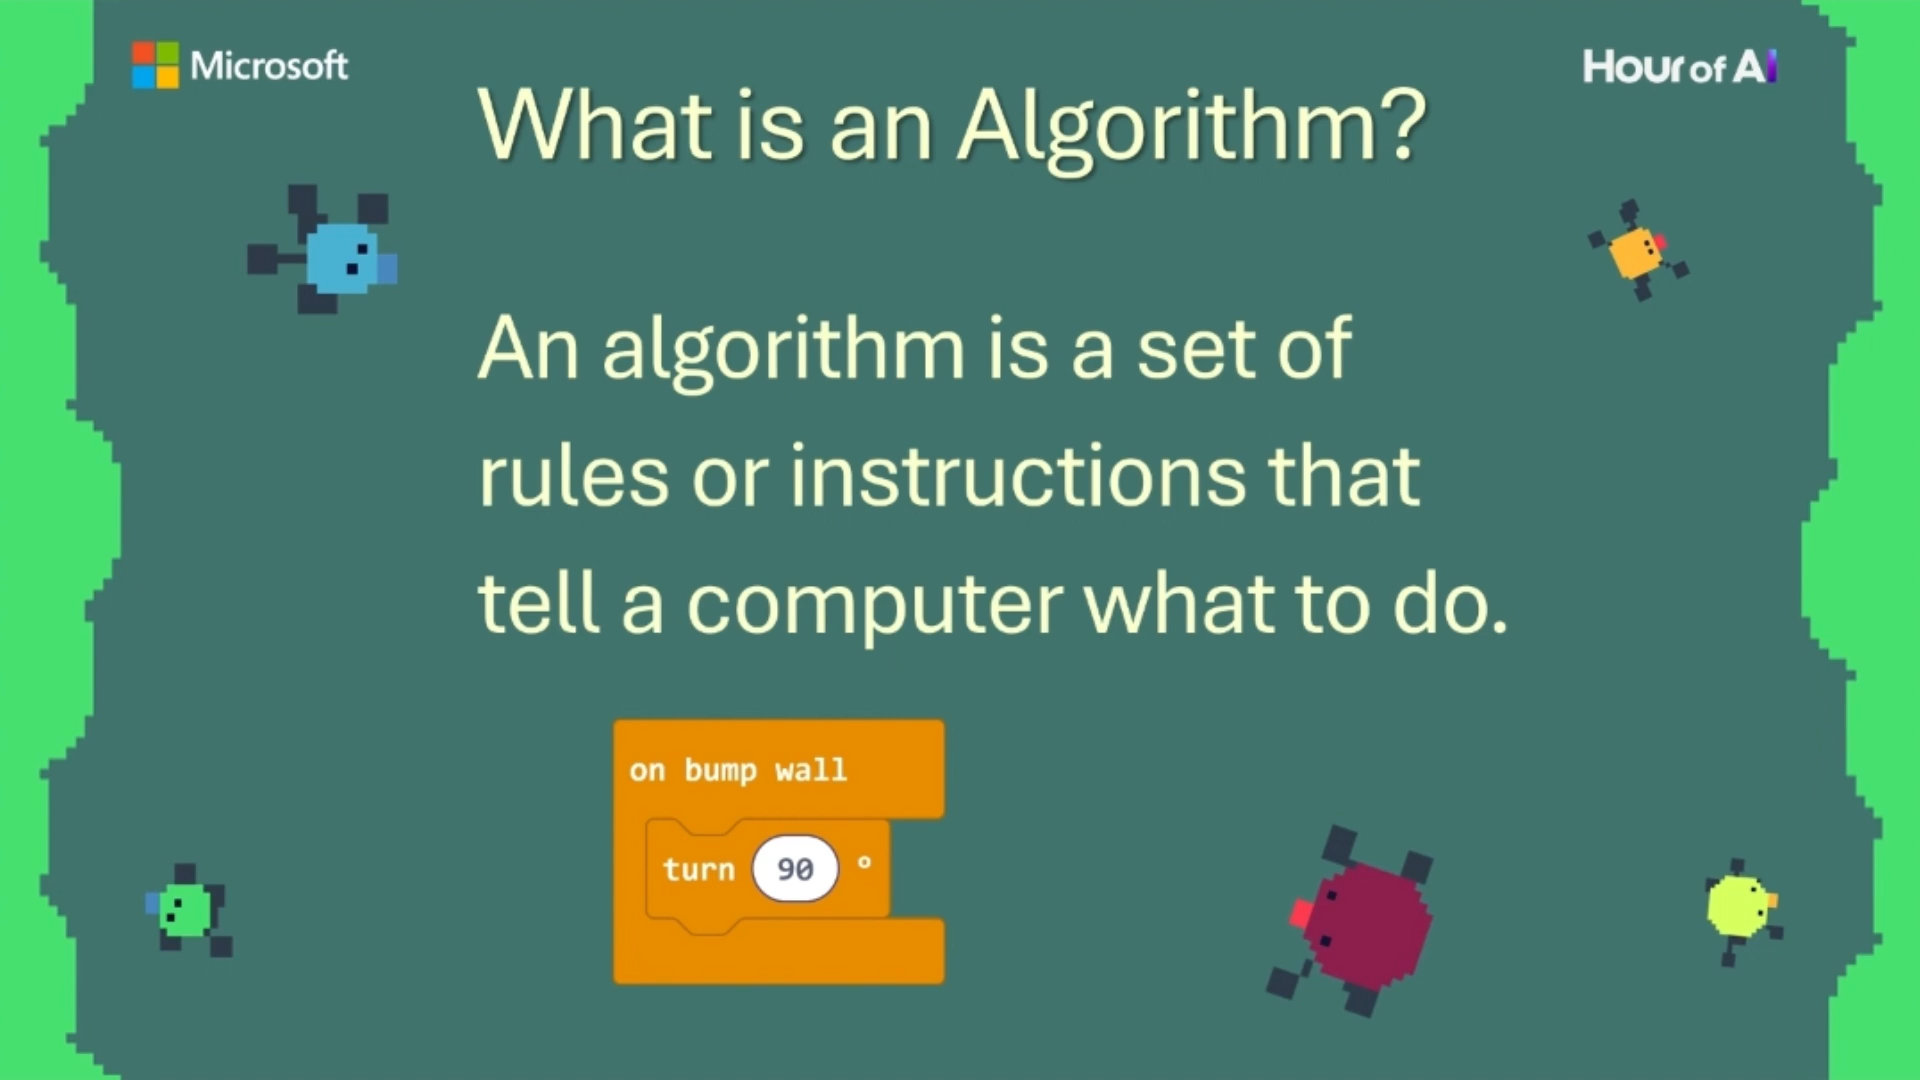 Microsoft
Hour of AI
What is an Algorithm?
An algorithm is a set of
rules or instructions that
tell a computer what to do.
on bump wall
turn 90 °